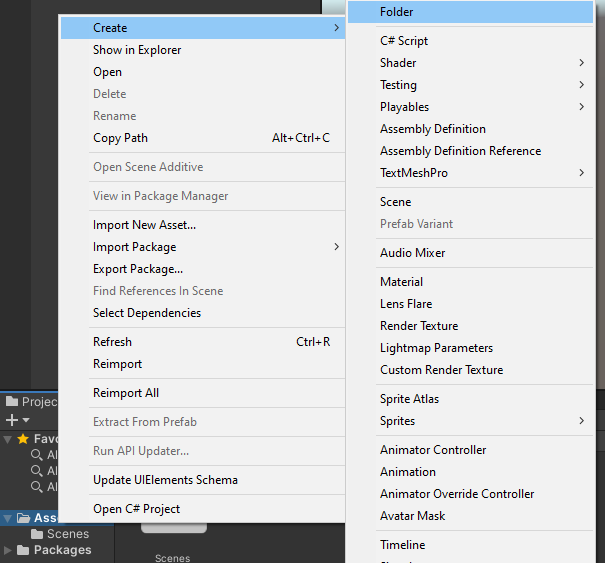 Create
Show in Explorer
Open
Delete
Rename
Copy Path Alt+Ctrl+C
Open Scene Additive
View in Package Manager
Import New Asset...
Import Package
Export Package...
Find References In Scene
Select Dependencies
Refresh Ctrl+R
Reimport
Reimport All
Extract From Prefab
Run API Updater...
Update UIElements Schema
Open C# Project
Folder
C# Script
Shader
Testing
Playables
Assembly Definition
Assembly Definition Reference
TextMeshPro
Scene
Prefab Variant
Audio Mixer
Material
Lens Flare
Render Texture
Lightmap Parameters
Custom Render Texture
Sprite Atlas
Sprites
Animator Controller
Animation
Animator Override Controller
Avatar Mask
Timeline
Projec
Favo
Al
Al
Al
Ass
Scenes
Packages
Scenes